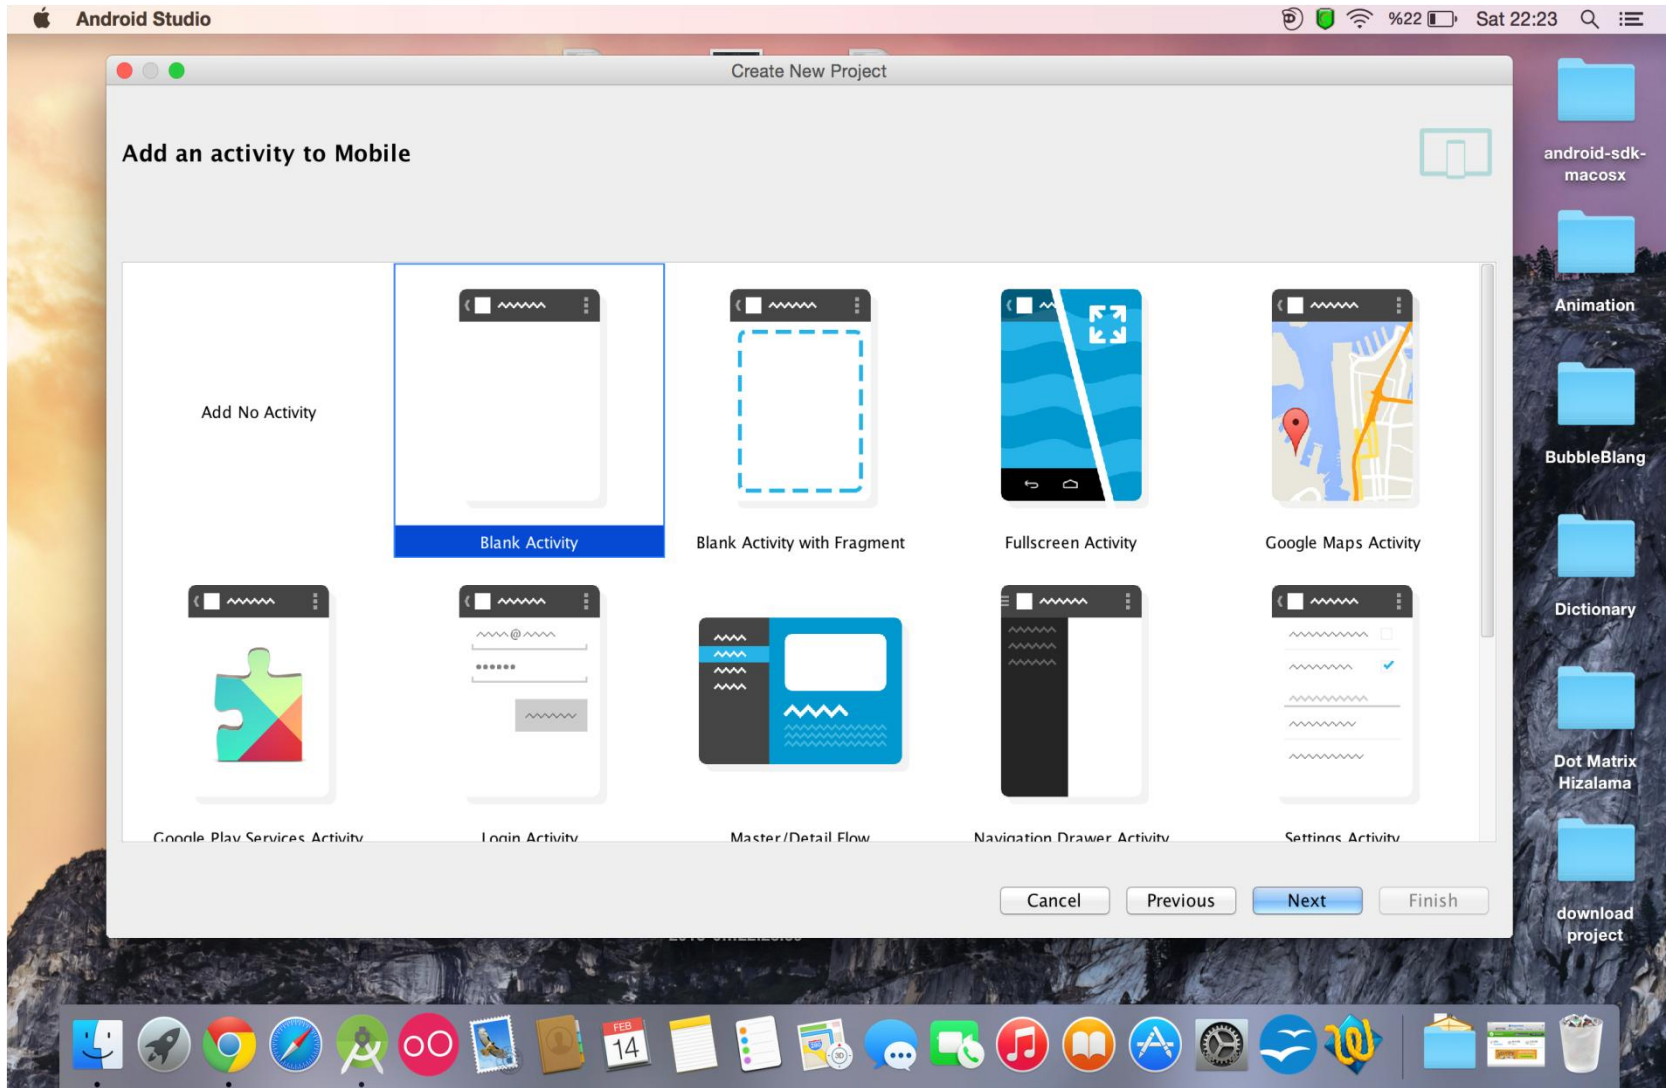 Android Studio
%22
Sat 22:23
Create New Project
Add an activity to Mobile
Add No Activity
Blank Activity
Blank Activity with Fragment
Fullscreen Activity
Google Maps Activity
@
Google Play Services Activity
Login Activity
Master/Detail Flow
Navigation Drawer Activity
Settings Activity
Cancel
Previous
Next
Finish
android-sdk-
macosx
Animation
BubbleBlang
Dictionary
Dot Matrix
Hizalama
download
project
FEB
14
3D